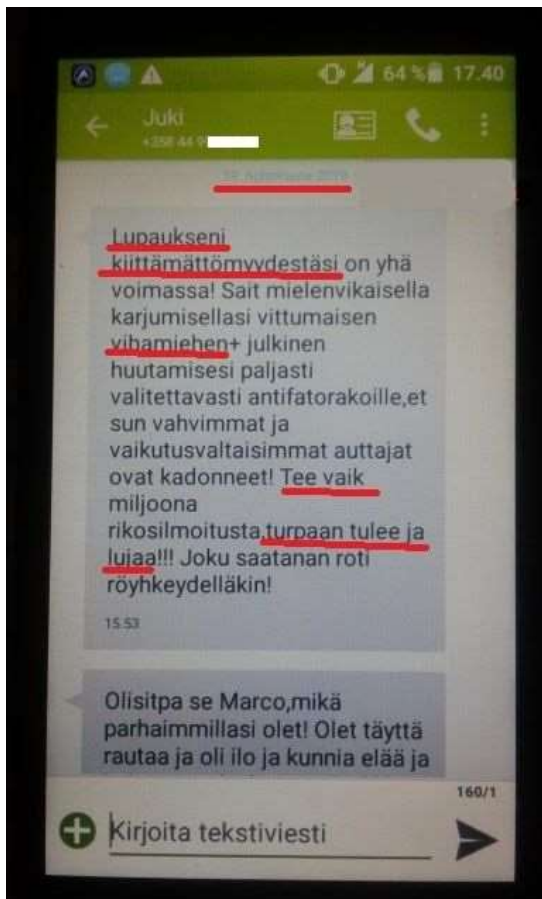 64 % 17.40
Juki
+358 44 9
Lupaukseni
kiittämättömyydestäsi on yhä
voimassa! Sait mielenvikaisella
karjumisellasi vittumaisen
vihamiehen+ julkinen
huutamisesi paljasti
valitettavasti antifatorakoille,et
sun vahvimmat ja
vaikutusvaltaisimmat auttajat
ovat kadonneet! Tee vaik
miljoona
rikosilmoitusta,turpaan tulee ja
lujaa!!! Joku saatanan roti
röyhkeydelläkin!
15.53
Olisitpa se Marco,mikä
parhaimmillasi olet! Olet täyttä
rautaa ja oli ilo ja kunnia elää ja
160/1
Kirjoita tekstiviesti